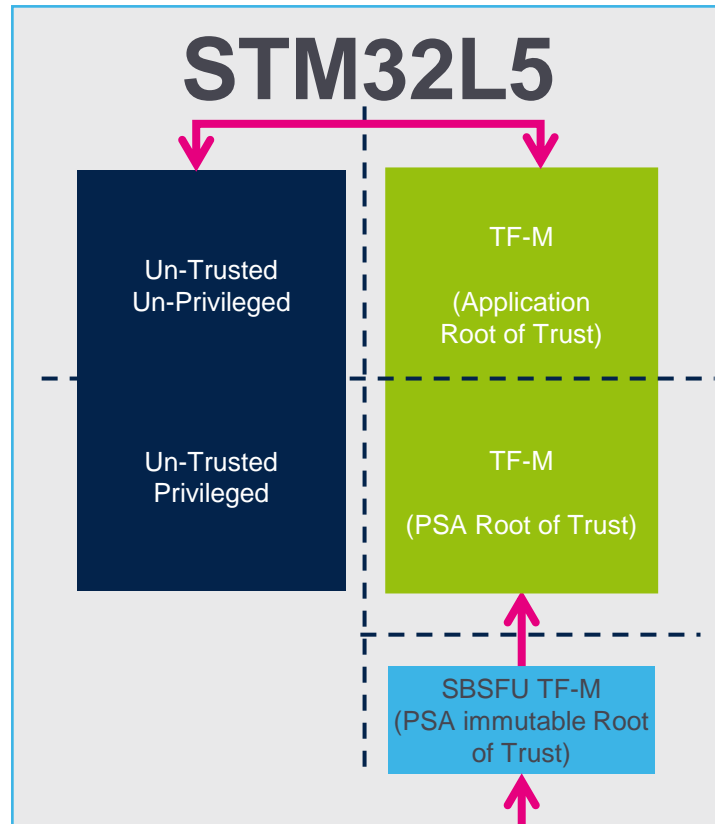 STM32L5
Un-Trusted
Un-Privileged
TF-M
(Application
Root of Trust)
Un-Trusted
Privileged
TF-M
(PSA Root of Trust)
SBSFU TF-M
(PSA immutable Root
of Trust)